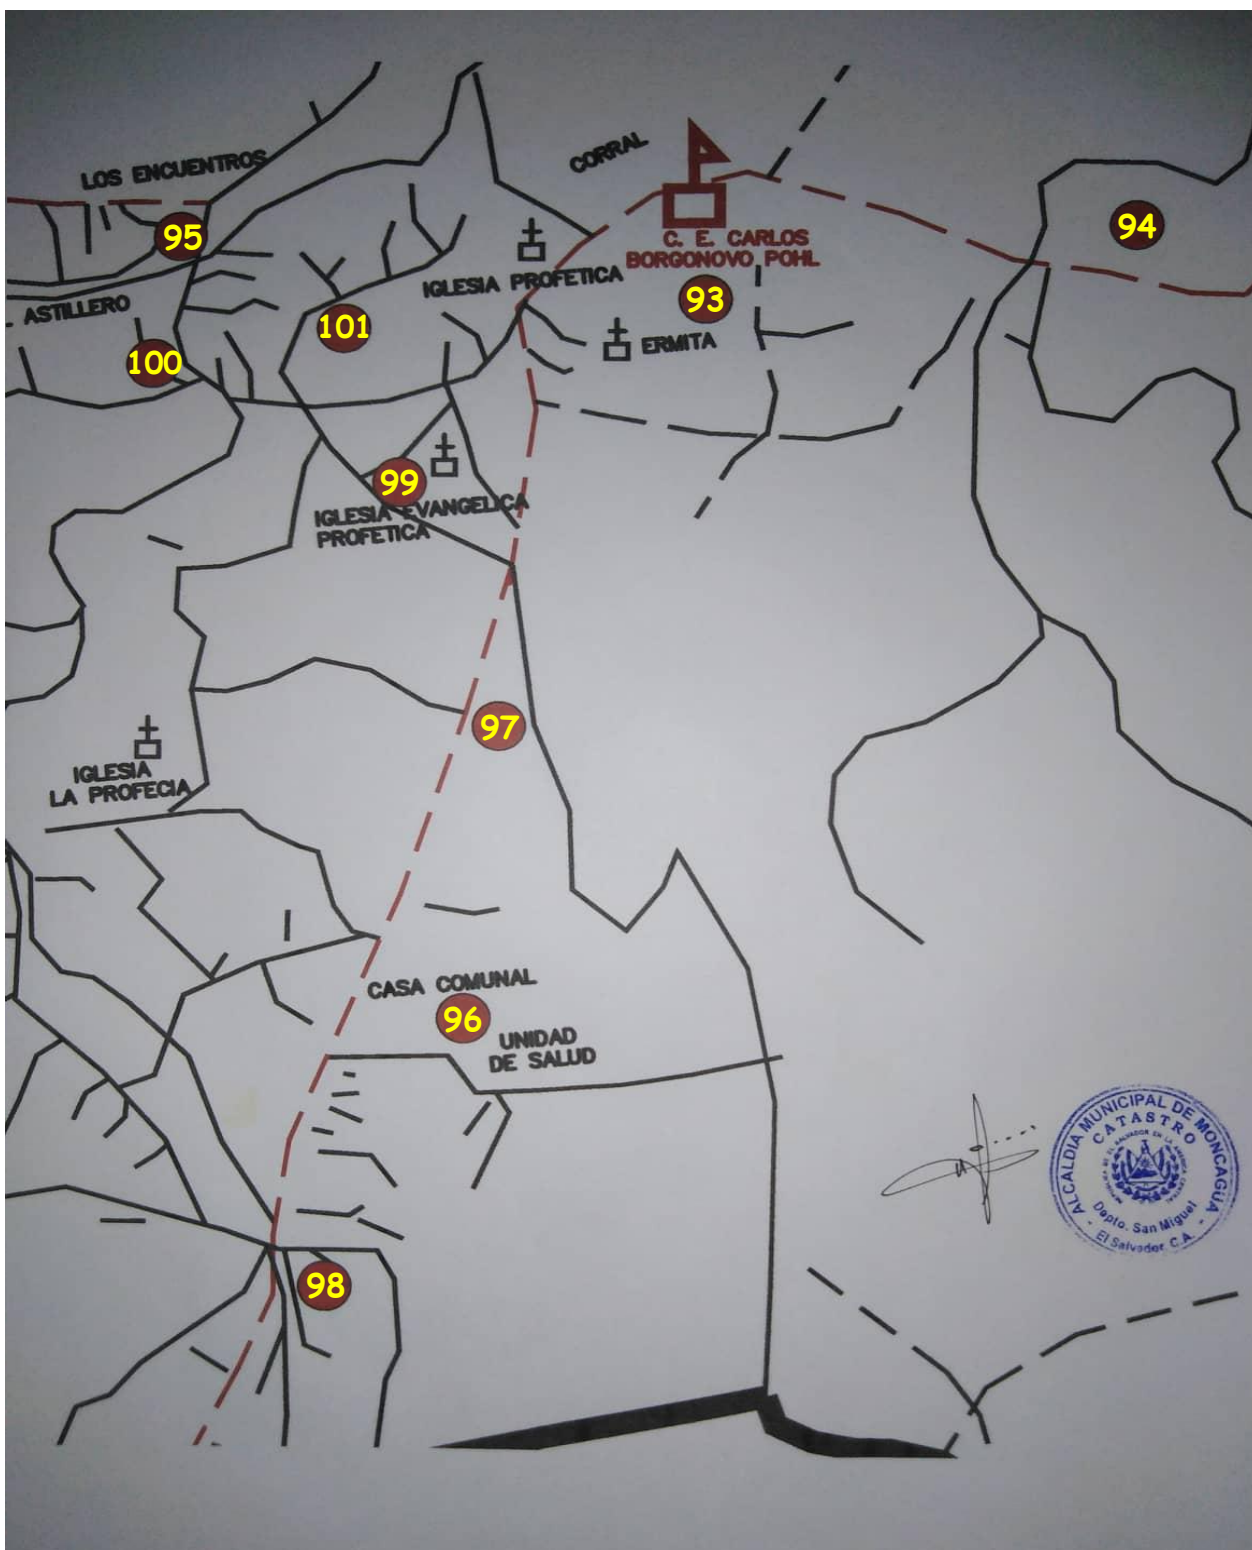 CORRAL
LOS ENCUENTROS
95
94
C. E. CARLOS
BORGONOVO POHL
IGLESIA PROFETICA
93
ASTILLERO
101
ERMITA
100
99
IGLESIA EVANGELICA
PROFETICA
97
IGLESIA
LA PROFECIA
CASA COMUNAL
96
UNIDAD
DE SALUD
ALCALDIA MUNICIPAL DE MONCAGUA
CATASTRO
Depto. San Miguel
El Salvador C.A.
98